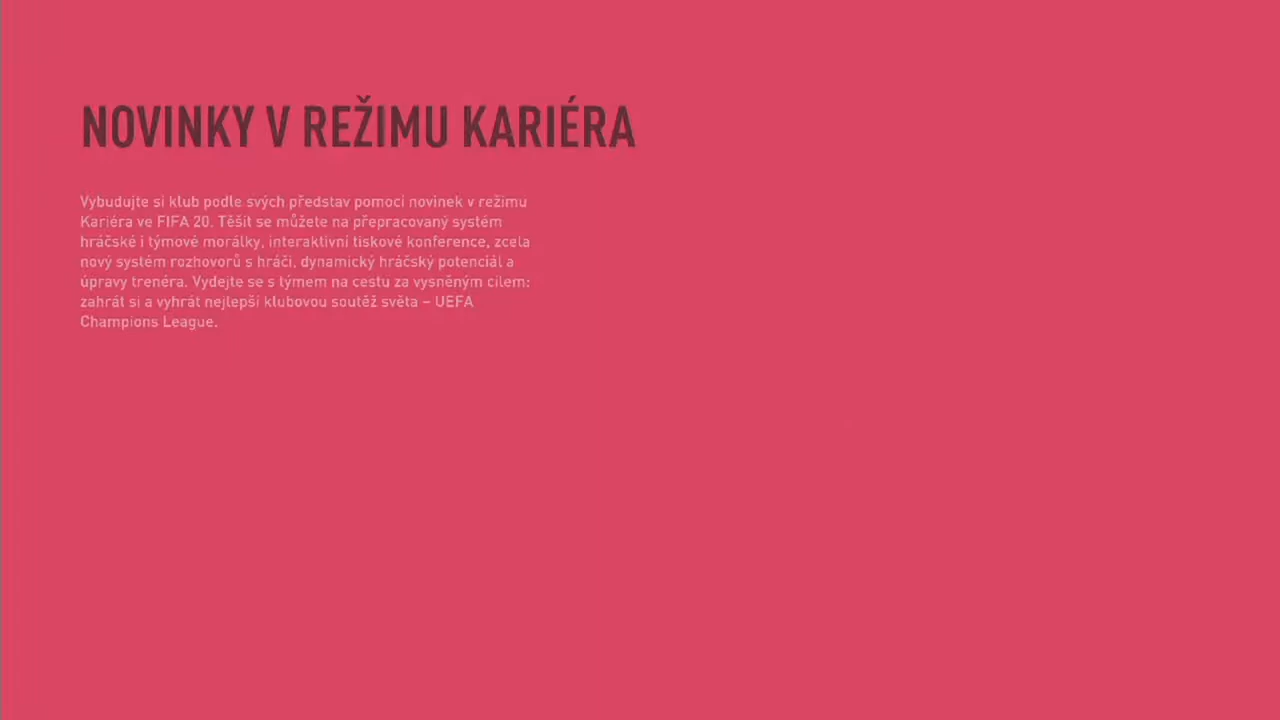 NOVINKY V REŽIMU KARIÉRA
Vybudujte si klub podle svých představ pomocí novinek v režimu
Kariéra ve FIFA 20. Těšit se můžete na přepracovaný systém
hráčské i týmové morálky, interaktivní tiskové konference, zcela
nový systém rozhovorů s hráči, dynamický hráčský potenciál a
úpravy trenéra. Vydejte se s týmem na cestu za vysněným cílem:
zahrát si a vyhrát nejlepší klubovou soutěž světa – UEFA
Champions League.